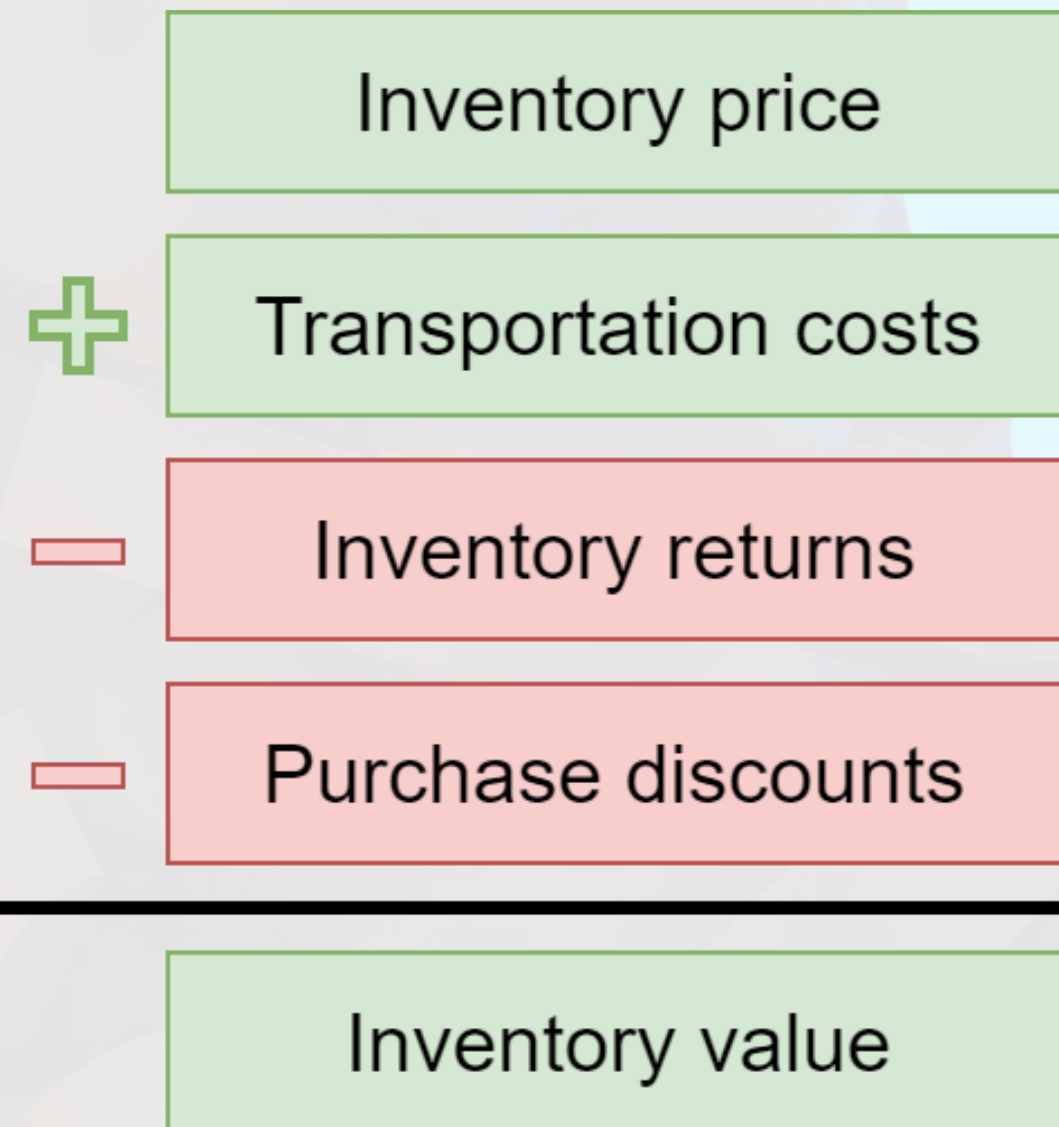 Inventory price
Transportation costs
Inventory returns
Purchase discounts
Inventory value